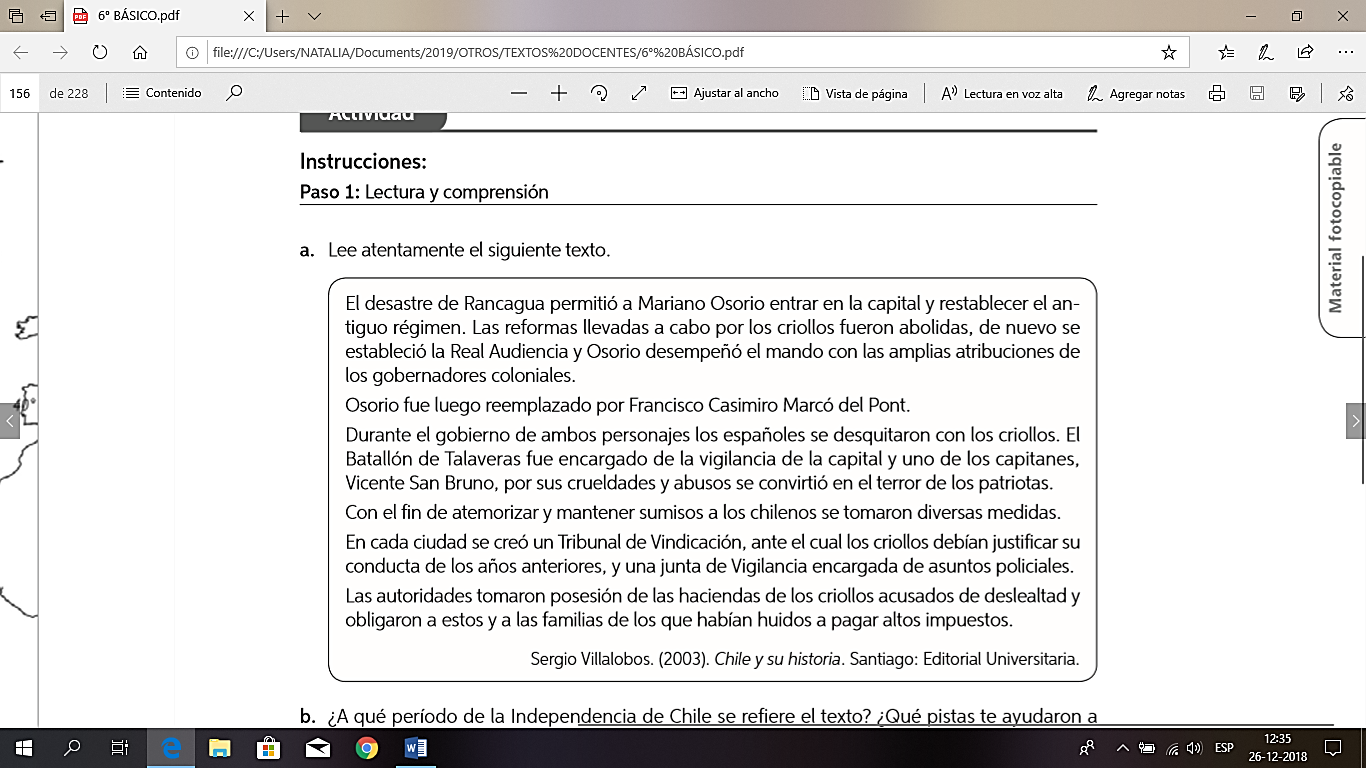 6º BÁSICO.pdf
file:///C:/Users/NATALIA/Documents/2019/OTROS/TEXTOS%20DOCENTES/6º%20BÁSICO.pdf
156 de 228 Contenido Ajustar al ancho Vista de página Lectura en voz alta Agregar notas
Actividad
Instrucciones:
Paso 1: Lectura y comprensión
a. Lee atentamente el siguiente texto.
El desastre de Rancagua permitió a Mariano Osorio entrar en la capital y restablecer el an-
tiguo régimen. Las reformas llevadas a cabo por los criollos fueron abolidas, de nuevo se
estableció la Real Audiencia y Osorio desempeñó el mando con las amplias atribuciones de
los gobernadores coloniales.
Osorio fue luego reemplazado por Francisco Casimiro Marcó del Pont.
Durante el gobierno de ambos personajes los españoles se desquitaron con los criollos. El
Batallón de Talaveras fue encargado de la vigilancia de la capital y uno de los capitanes,
Vicente San Bruno, por sus crueldades y abusos se convirtió en el terror de los patriotas.
Con el fin de atemorizar y mantener sumisos a los chilenos se tomaron diversas medidas.
En cada ciudad se creó un Tribunal de Vindicación, ante el cual los criollos debían justificar su
conducta de los años anteriores, y una junta de Vigilancia encargada de asuntos policiales.
Las autoridades tomaron posesión de las haciendas de los criollos acusados de deslealtad y
obligaron a estos y a las familias de los que habían huidos a pagar altos impuestos.
Sergio Villalobos. (2003). Chile y su historia. Santiago: Editorial Universitaria.
b. ¿A qué período de la Independencia de Chile se refiere el texto? ¿Qué pistas te ayudaron a
Material fotocopiable
ESP
12:35
26-12-2018